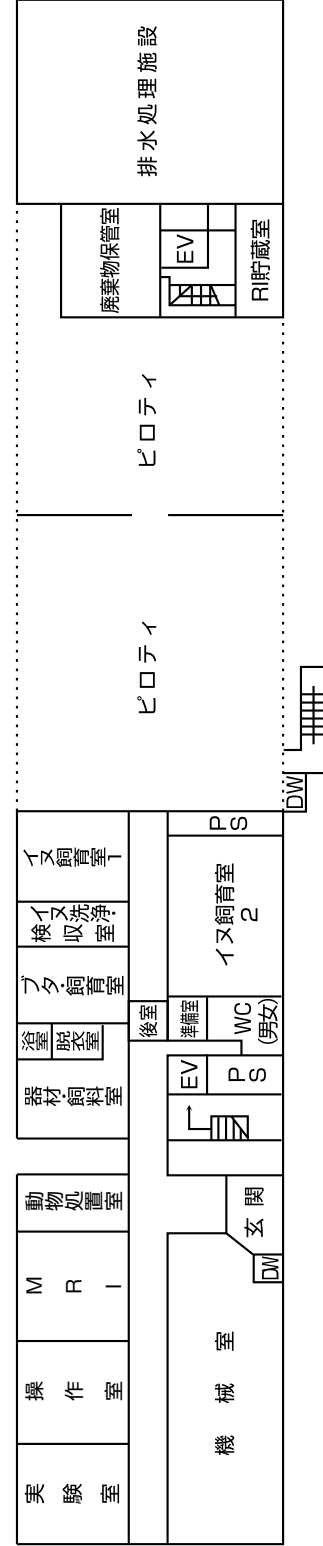 実験室
操作室
MRI
動物処置室
器材・飼料室
浴室
脱衣室
ブタ・飼育室
イヌ洗浄・
検収室
イヌ飼育室1
後室
機械室
DW
玄関
EV
PS
準備室
WC
(男女)
イヌ飼育室
2
PS
DW
ピロティ
ピロティ
廃棄物保管室
EV
RI貯蔵室
排水処理施設